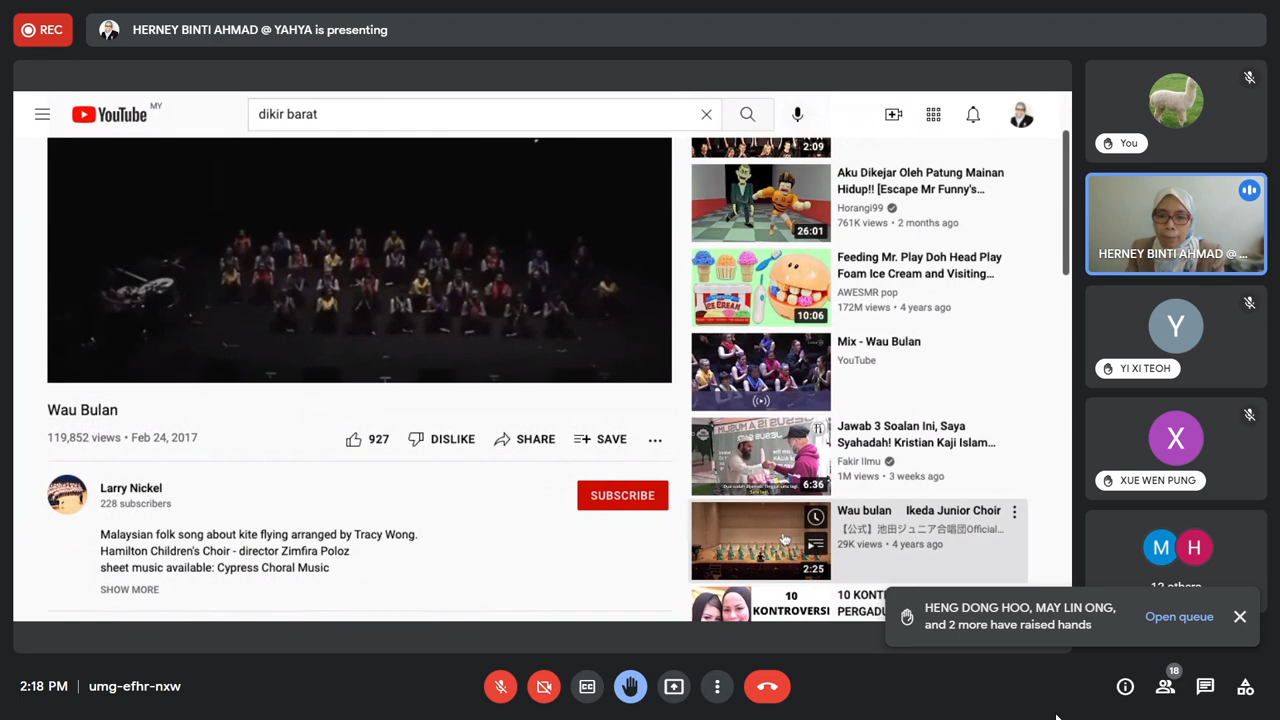 REC
HERNEY BINTI AHMAD @ YAHYA is presenting
YouTube MY
dikir barat
2:09
Aku Dikejar Oleh Patung Mainan
Hidup!! [Escape Mr Funny's...
Horangi99
761K views • 2 months ago
26:01
Feeding Mr. Play Doh Head Play
Foam Ice Cream and Visiting...
AWESMR pop
172M views • 4 years ago
10:06
Mix - Wau Bulan
YouTube
Jawab 3 Soalan Ini, Saya
Syahadah! Kristian Kaji Islam...
Fakir Ilmu
1M views • 3 weeks ago
6:36
Wau bulan Ikeda Junior Choir
【公式】池田ジュニア合唱団Official...
29K views • 4 years ago
2:25
10
KONTROVERSI
10 KONT
PERGADU
Wau Bulan
119,852 views • Feb 24, 2017
927
DISLIKE
SHARE
SAVE
Larry Nickel
228 subscribers
SUBSCRIBE
Malaysian folk song about kite flying arranged by Tracy Wong.
Hamilton Children's Choir - director Zimfira Poloz
sheet music available: Cypress Choral Music
SHOW MORE
You
HERNEY BINTI AHMAD @ ...
Y
YI XI TEOH
X
XUE WEN PUNG
M
H
12 others
HENG DONG HOO, MAY LIN ONG,
and 2 more have raised hands
Open queue
2:18 PM
umg-efhr-nxw
18